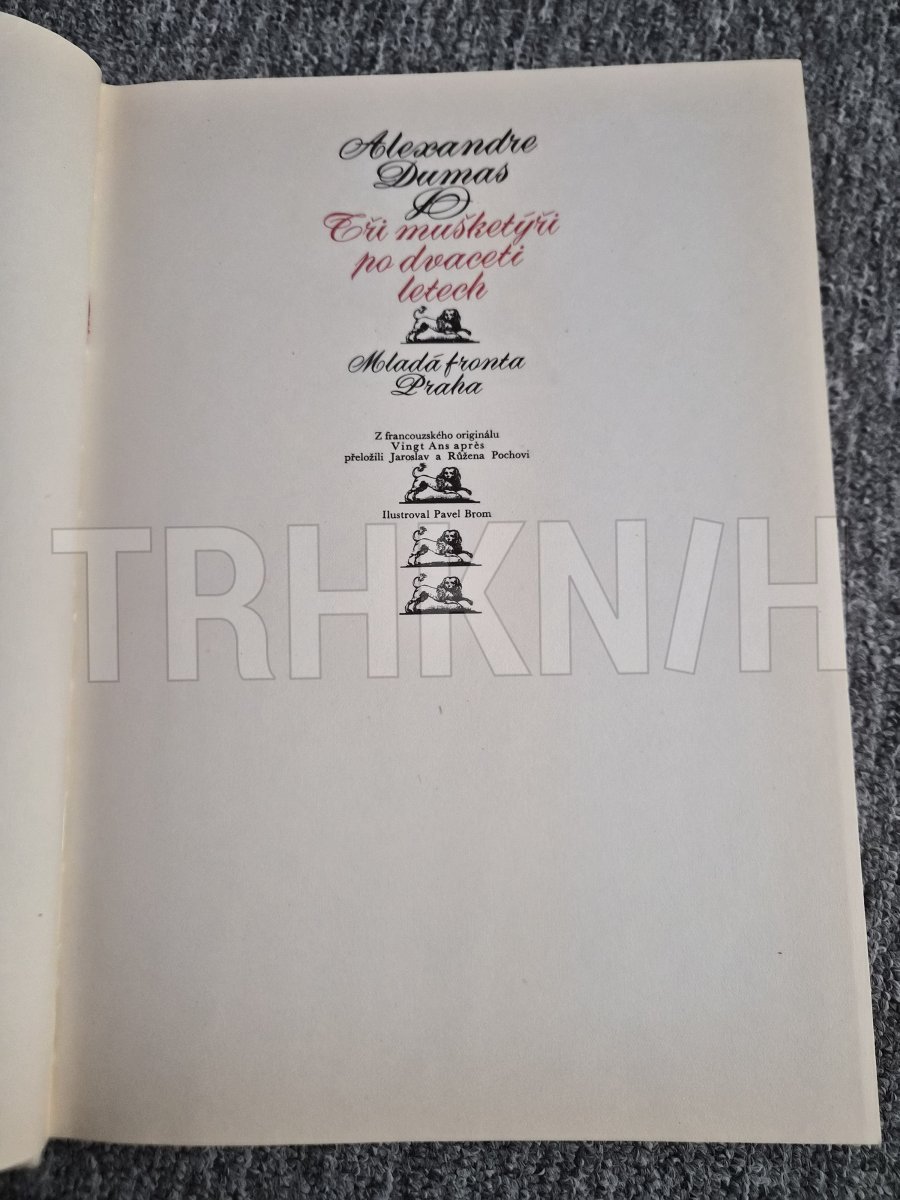 Alexandre
Dumas
Tři mušketýři
po dvaceti
letech
Mladá fronta
Praha
Z francouzského originálu
Vingt Ans après
přeložili Jaroslav a Růžena Pochovi
Ilustroval Pavel Brom
TRHKNIH